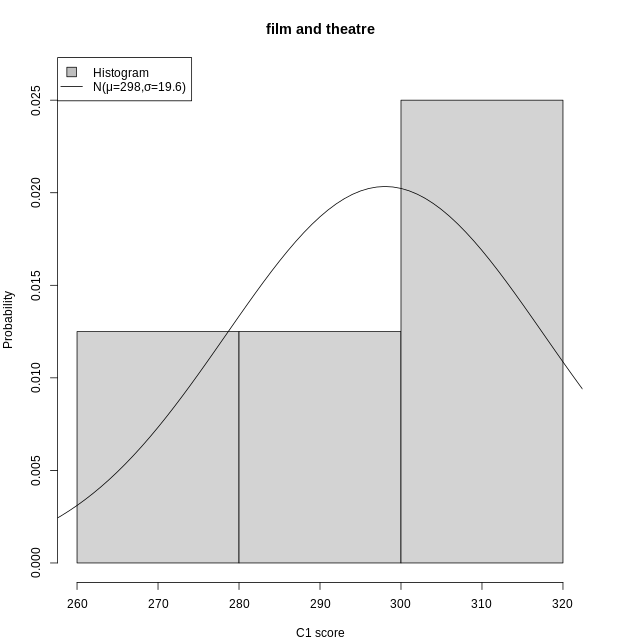 film and theatre
Histogram
N(μ=298,σ=19.6)
Probability
0.025
0.020
0.015
0.010
0.005
0.000
260 270 280 290 300 310 320
C1 score